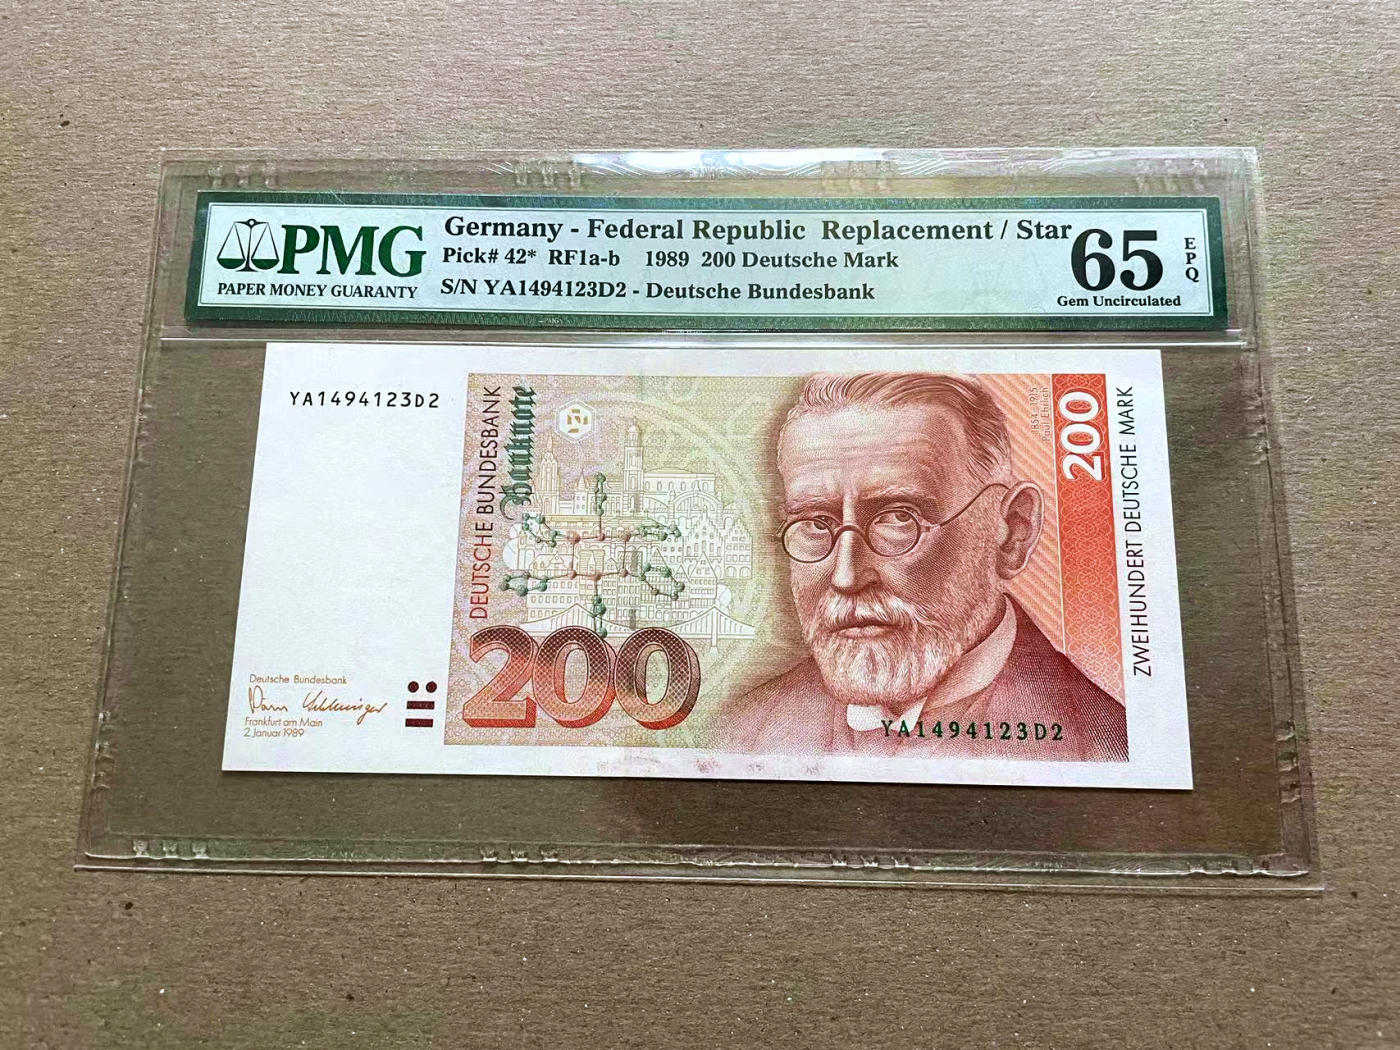 PMG
PAPER MONEY GUARANTY
Germany - Federal Republic Replacement / Star
Pick# 42* RF1a-b 1989 200 Deutsche Mark
S/N YA1494123D2 - Deutsche Bundesbank
65
EPQ
Gem Uncirculated
YA1494123D2
DEUTSCHE BUNDESBANK
Banknote
1854-1915
Paul Ehrlich
200
ZWEIHUNDERT DEUTSCHE MARK
200
Deutsche Bundesbank
Frankfurt am Main
2. Januar 1989
YA1494123D2